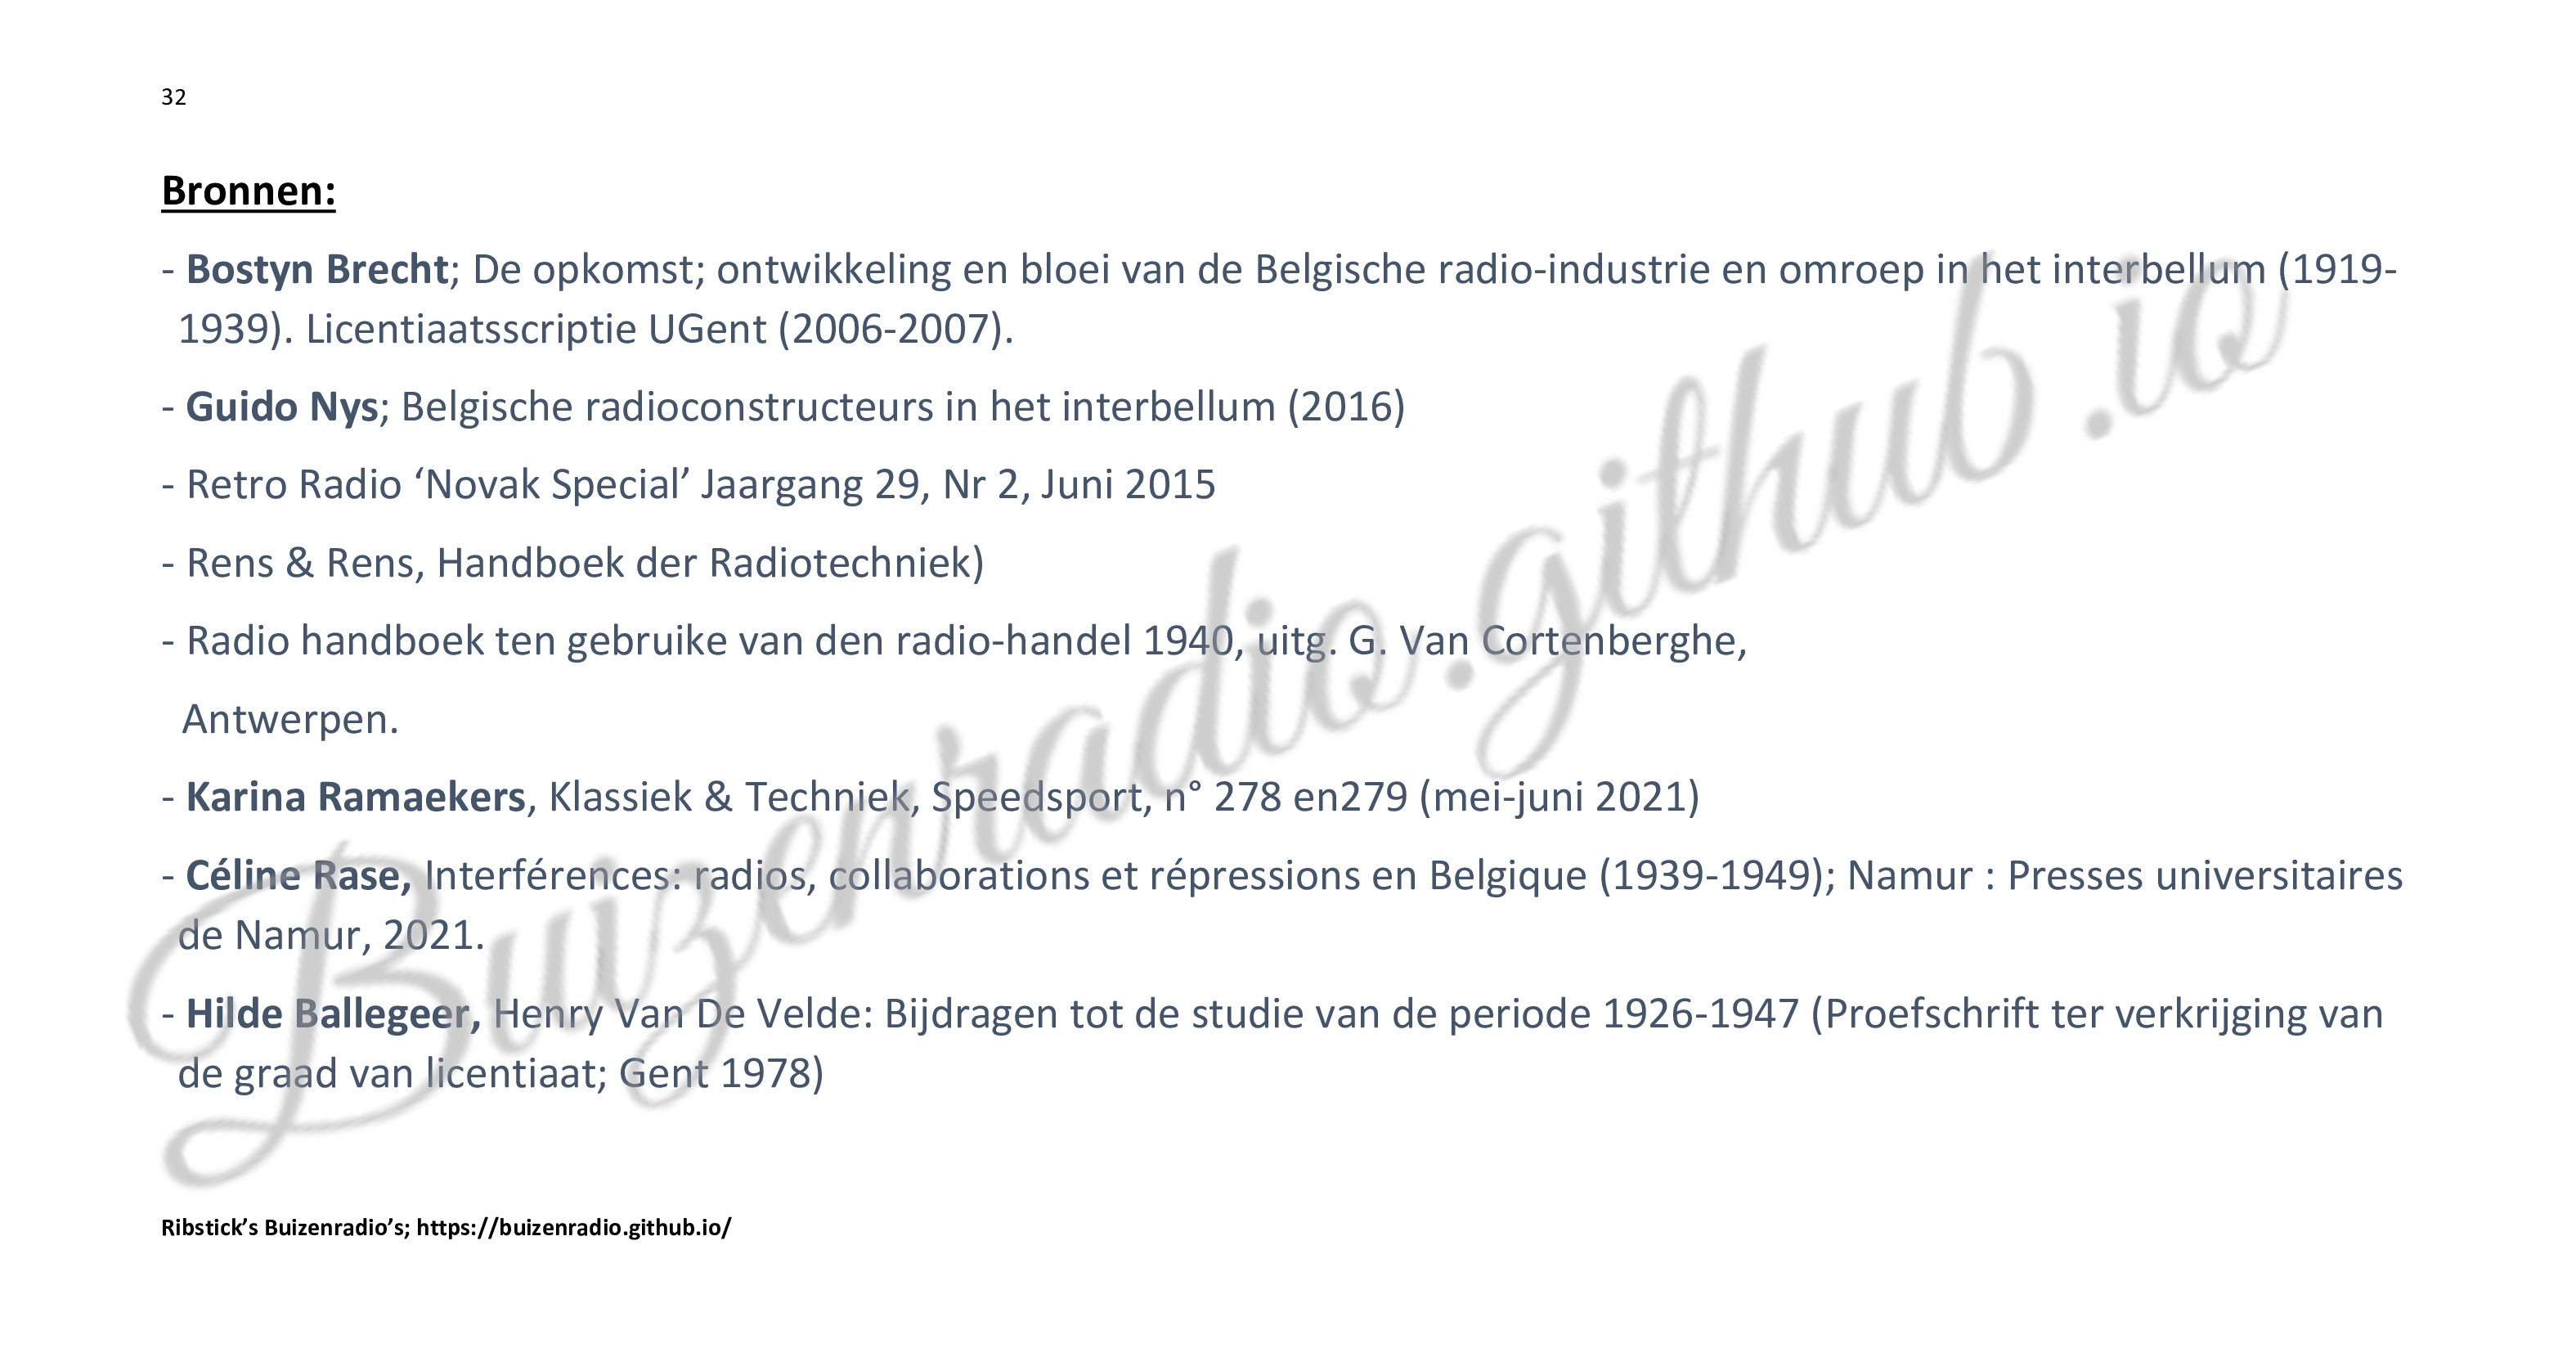 32
Bronnen:
- Bostyn Brecht; De opkomst; ontwikkeling en bloei van de Belgische radio-industrie en omroep in het interbellum (1919-
1939). Licentiaatsscriptie UGent (2006-2007).
- Guido Nys; Belgische radioconstructeurs in het interbellum (2016)
- Retro Radio ‘Novak Special’ Jaargang 29, Nr 2, Juni 2015
- Rens & Rens, Handboek der Radiotechniek)
- Radio handboek ten gebruike van den radio-handel 1940, uitg. G. Van Cortenberghe,
Antwerpen.
- Karina Ramaekers, Klassiek & Techniek, Speedsport, n° 278 en279 (mei-juni 2021)
- Céline Rase, Interférences: radios, collaborations et répressions en Belgique (1939-1949); Namur : Presses universitaires
de Namur, 2021.
- Hilde Ballegeer, Henry Van De Velde: Bijdragen tot de studie van de periode 1926-1947 (Proefschrift ter verkrijging van
de graad van licentiaat; Gent 1978)
Ribstick’s Buizenradio’s; https://buizenradio.github.io/
Buizenradio.github.io